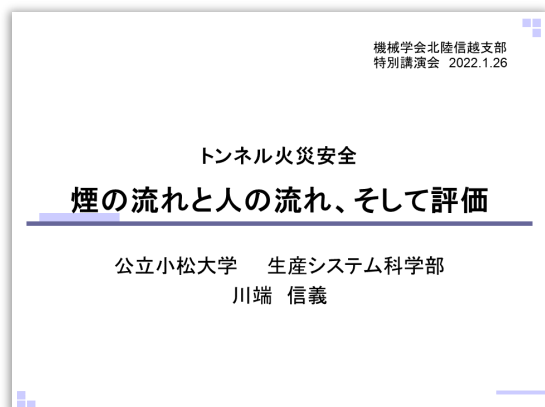 機械学会北陸信越支部
特別講演会 2022.1.26
トンネル火災安全
煙の流れと人の流れ、そして評価
公立小松大学 生産システム科学部
川端 信義